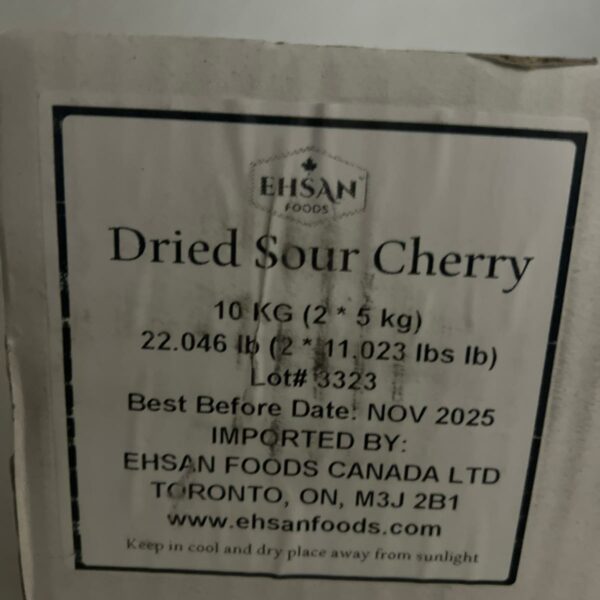 EHSAN
FOODS
Dried Sour Cherry
10 KG (2 * 5 kg)
22.046 lb (2 * 11.023 lbs lb)
Lot# 3323
Best Before Date: NOV 2025
IMPORTED BY:
EHSAN FOODS CANADA LTD
TORONTO, ON, M3J 2B1
www.ehsanfoods.com
Keep in cool and dry place away from sunlight